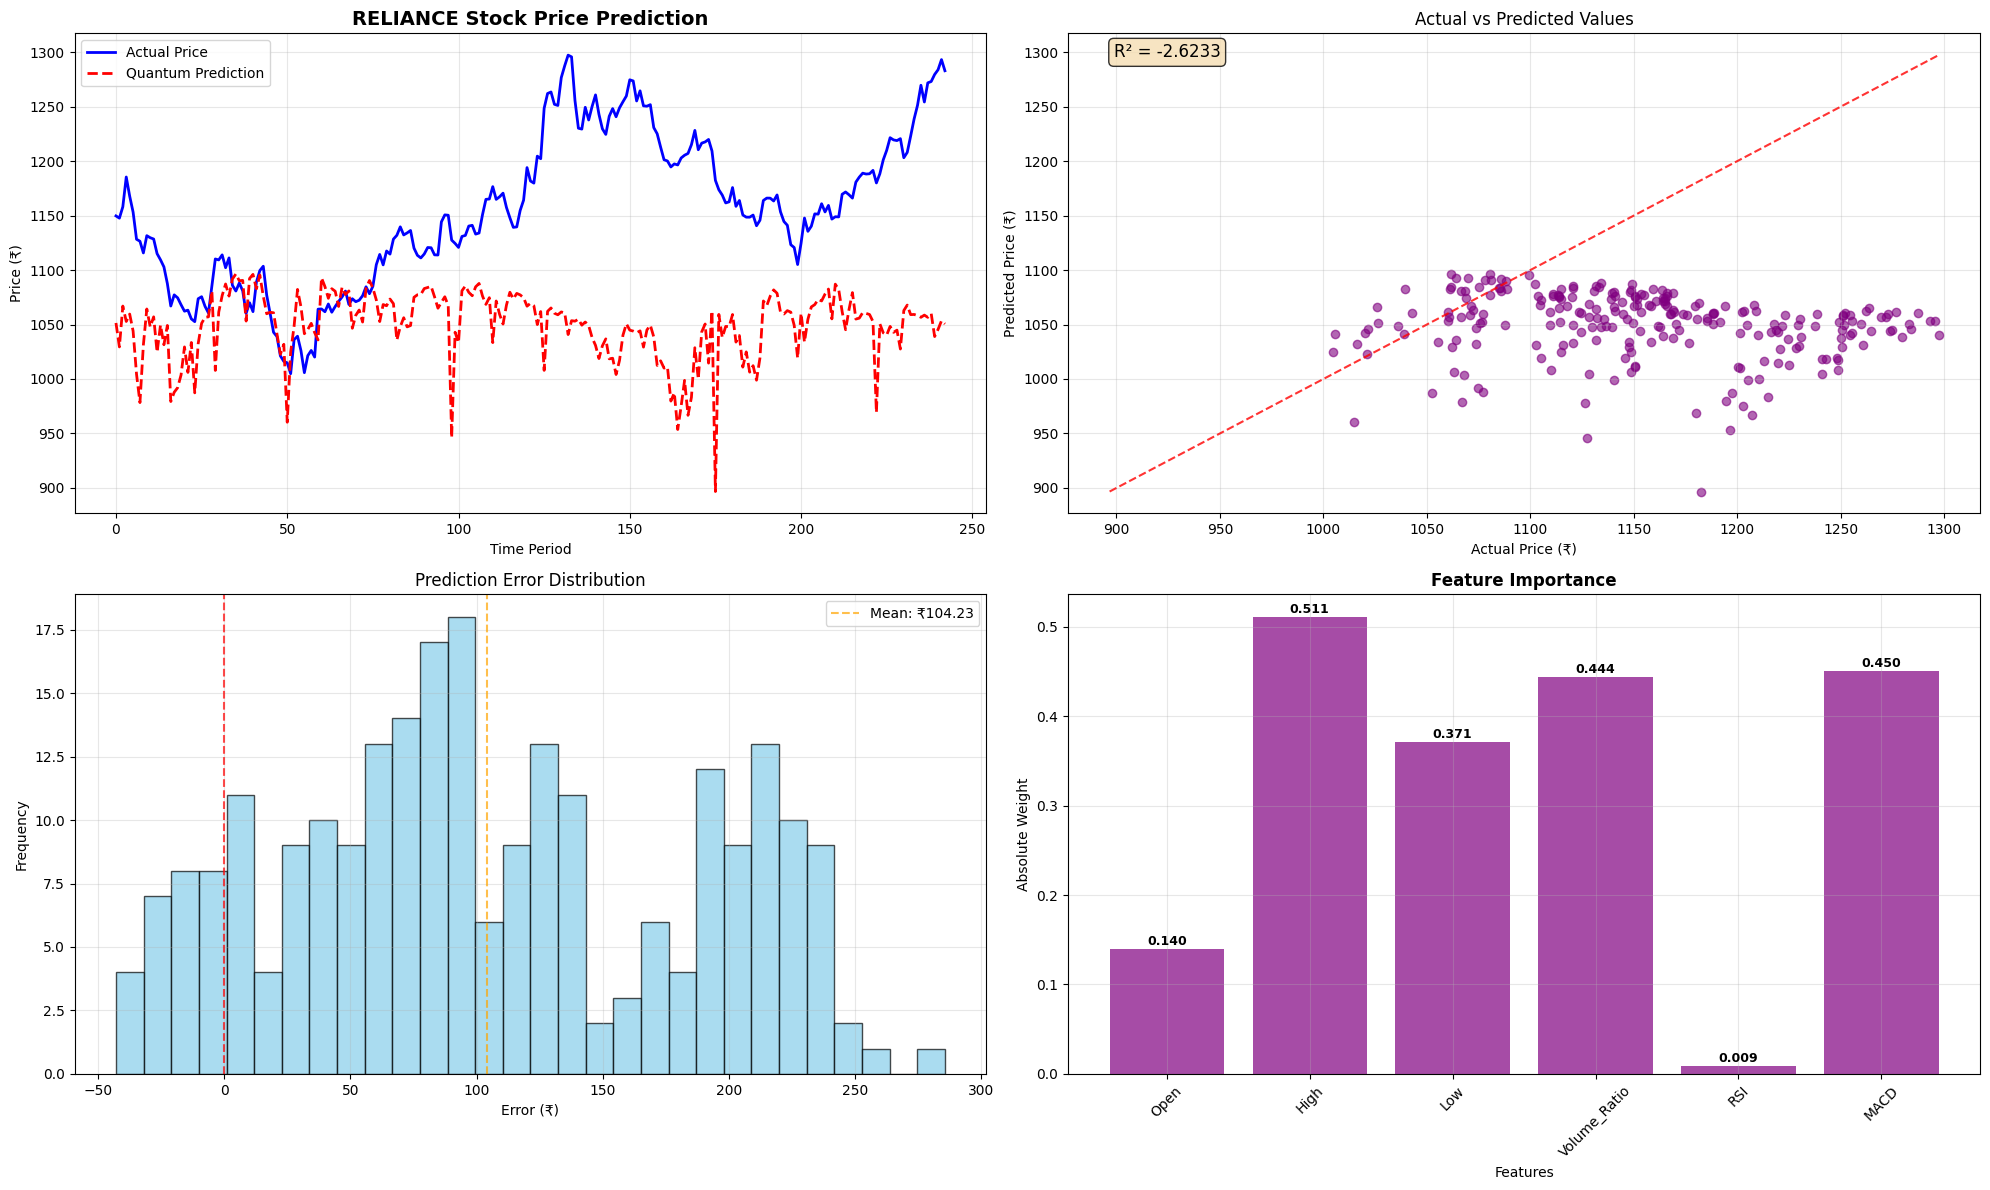 RELIANCE Stock Price Prediction
Actual Price
Quantum Prediction
1300
1250
1200
1150
1100
1050
1000
950
900
Price (₹)
0 50 100 150 200 250
Time Period
Actual vs Predicted Values
R² = -2.6233
1300
1250
1200
1150
1100
1050
1000
950
900
Predicted Price (₹)
900 950 1000 1050 1100 1150 1200 1250 1300
Actual Price (₹)
Prediction Error Distribution
Mean: ₹104.23
17.5
15.0
12.5
10.0
7.5
5.0
2.5
0.0
Frequency
−50 0 50 100 150 200 250 300
Error (₹)
Feature Importance
0.5
0.4
0.3
0.2
0.1
0.0
Absolute Weight
0.140
0.511
0.371
0.444
0.009
0.450
Open
High
Low
Volume_Ratio
RSI
MACD
Features